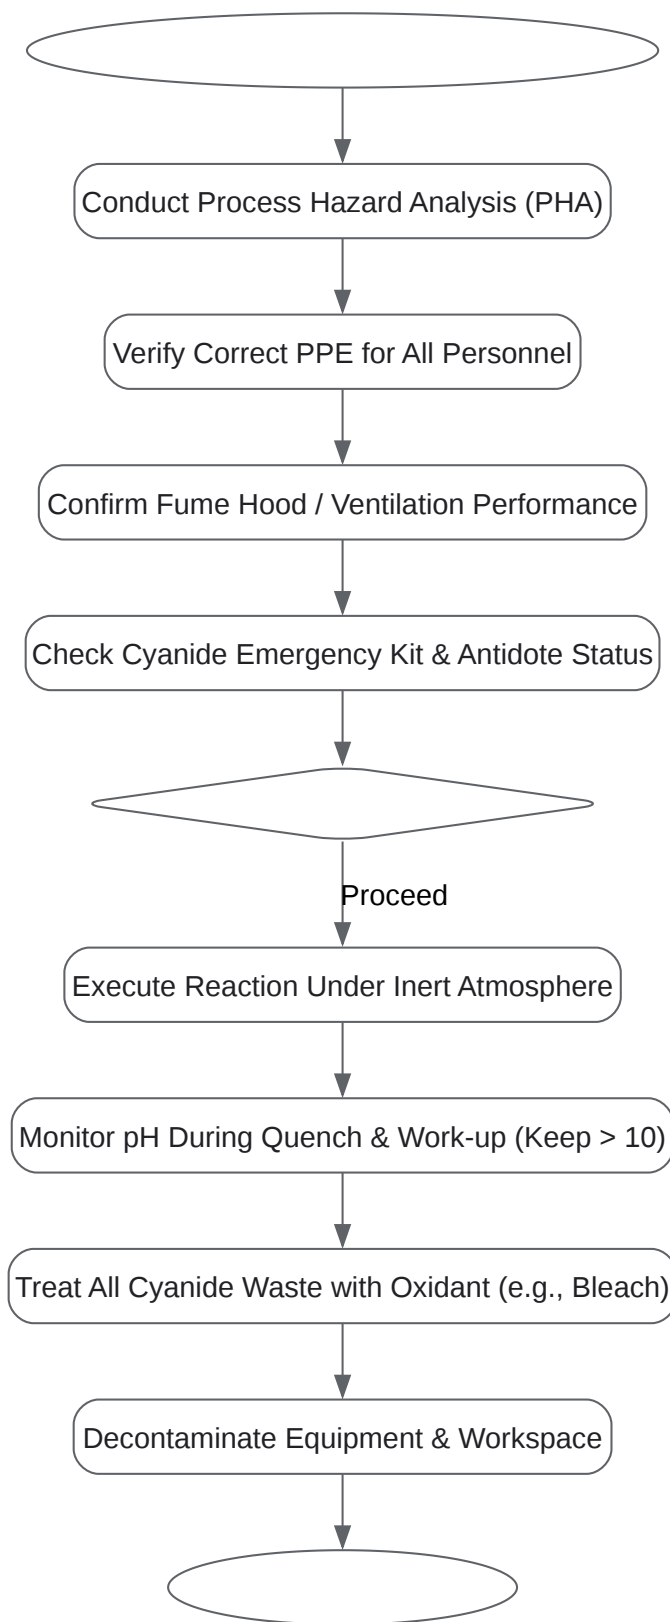 Conduct Process Hazard Analysis (PHA)
Verify Correct PPE for All Personnel
Confirm Fume Hood / Ventilation Performance
Check Cyanide Emergency Kit & Antidote Status
Proceed
Execute Reaction Under Inert Atmosphere
Monitor pH During Quench & Work-up (Keep > 10)
Treat All Cyanide Waste with Oxidant (e.g., Bleach)
Decontaminate Equipment & Workspace